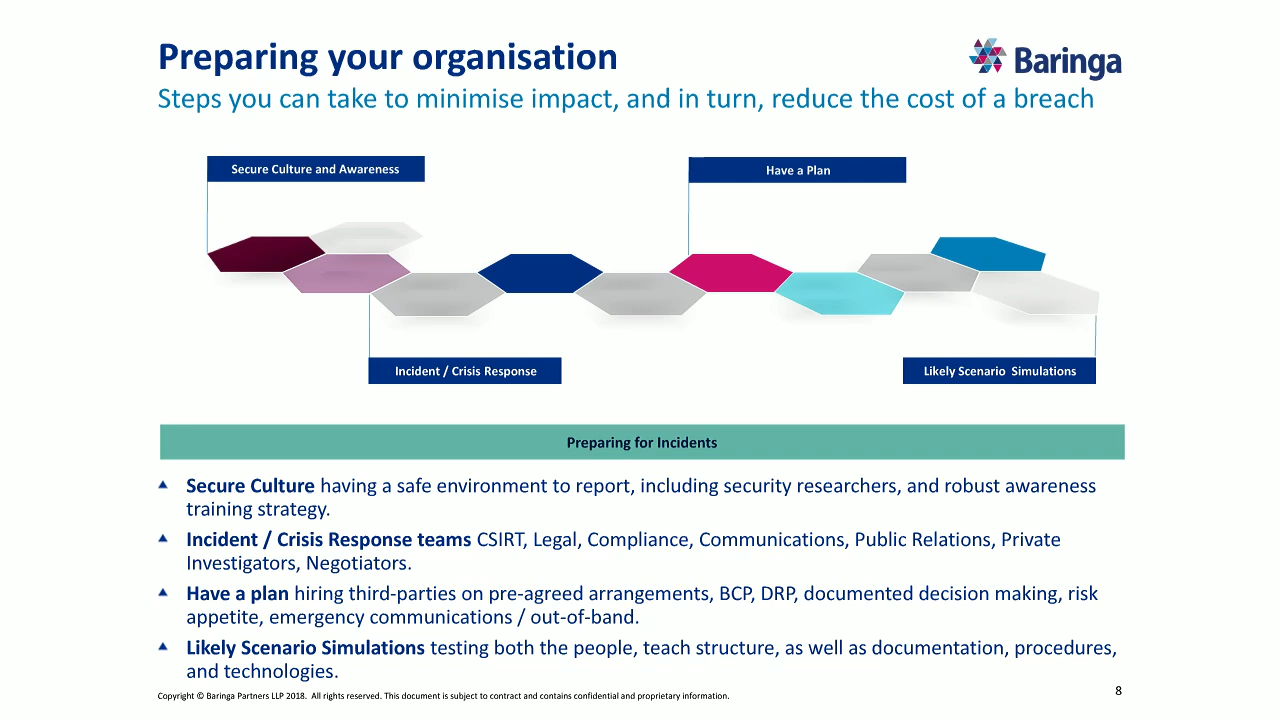 Preparing your organisation
Baringa
Steps you can take to minimise impact, and in turn, reduce the cost of a breach
Secure Culture and Awareness
Have a Plan
Incident / Crisis Response
Likely Scenario  Simulations
Preparing for Incidents
Secure Culture having a safe environment to report, including security researchers, and robust awareness
training strategy.
Incident / Crisis Response teams CSIRT, Legal, Compliance, Communications, Public Relations, Private
Investigators, Negotiators.
Have a plan hiring third-parties on pre-agreed arrangements, BCP, DRP, documented decision making, risk
appetite, emergency communications / out-of-band.
Likely Scenario Simulations testing both the people, teach structure, as well as documentation, procedures,
and technologies.
Copyright © Baringa Partners LLP 2018.  All rights reserved. This document is subject to contract and contains confidential and proprietary information.
8